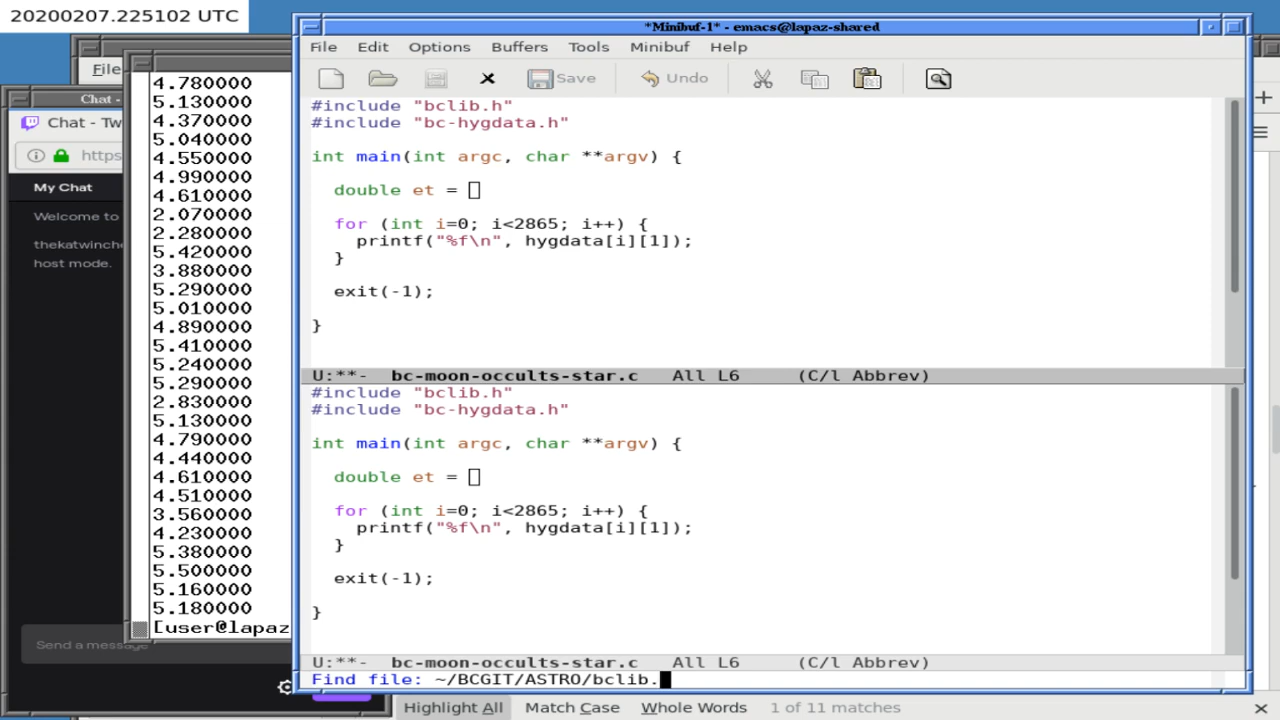 20200207.225102 UTC
File
Chat -
Chat - Tw
https
My Chat
Welcome to
thekatwinche
host mode.
Send a message
4.780000
5.130000
4.370000
5.040000
4.550000
4.990000
4.610000
2.070000
2.280000
5.420000
3.880000
5.290000
5.010000
4.890000
5.410000
5.240000
5.290000
2.830000
5.130000
4.790000
4.440000
4.610000
4.510000
3.560000
4.230000
5.380000
5.500000
5.160000
5.180000
[user@lapaz
*Minibuf-1* - emacs@lapaz-shared
File Edit Options Buffers Tools Minibuf Help
Save Undo
#include "bclib.h"
#include "bc-hygdata.h"
int main(int argc, char **argv) {
double et =
for (int i=0; i<2865; i++) {
printf("%f\n", hygdata[i][1]);
}
exit(-1);
}
U:**- bc-moon-occults-star.c All L6 (C/l Abbrev)
#include "bclib.h"
#include "bc-hygdata.h"
int main(int argc, char **argv) {
double et =
for (int i=0; i<2865; i++) {
printf("%f\n", hygdata[i][1]);
}
exit(-1);
}
U:**- bc-moon-occults-star.c All L6 (C/l Abbrev)
Find file: ~/BCGIT/ASTRO/bclib.
Highlight All Match Case Whole Words 1 of 11 matches